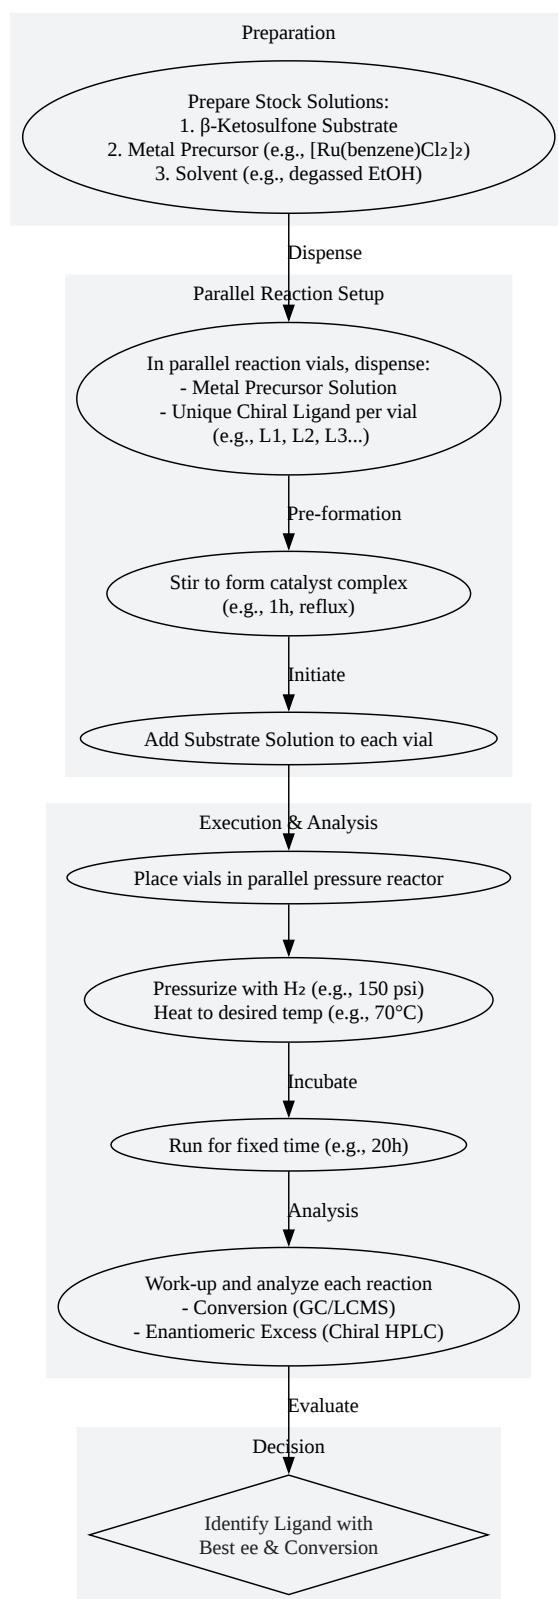 Preparation
Prepare Stock Solutions:
1. β-Ketosulfone Substrate
2. Metal Precursor (e.g., [Ru(benzene)Cl₂]₂)
3. Solvent (e.g., degassed EtOH)
Dispense
Parallel Reaction Setup
In parallel reaction vials, dispense:
- Metal Precursor Solution
- Unique Chiral Ligand per vial
(e.g., L1, L2, L3...)
Pre-formation
Stir to form catalyst complex
(e.g., 1h, reflux)
Initiate
Add Substrate Solution to each vial
Execution & Analysis
Place vials in parallel pressure reactor
Pressurize with H₂ (e.g., 150 psi)
Heat to desired temp (e.g., 70°C)
Incubate
Run for fixed time (e.g., 20h)
Analysis
Work-up and analyze each reaction
- Conversion (GC/LCMS)
- Enantiomeric Excess (Chiral HPLC)
Evaluate
Decision
Identify Ligand with
Best ee & Conversion